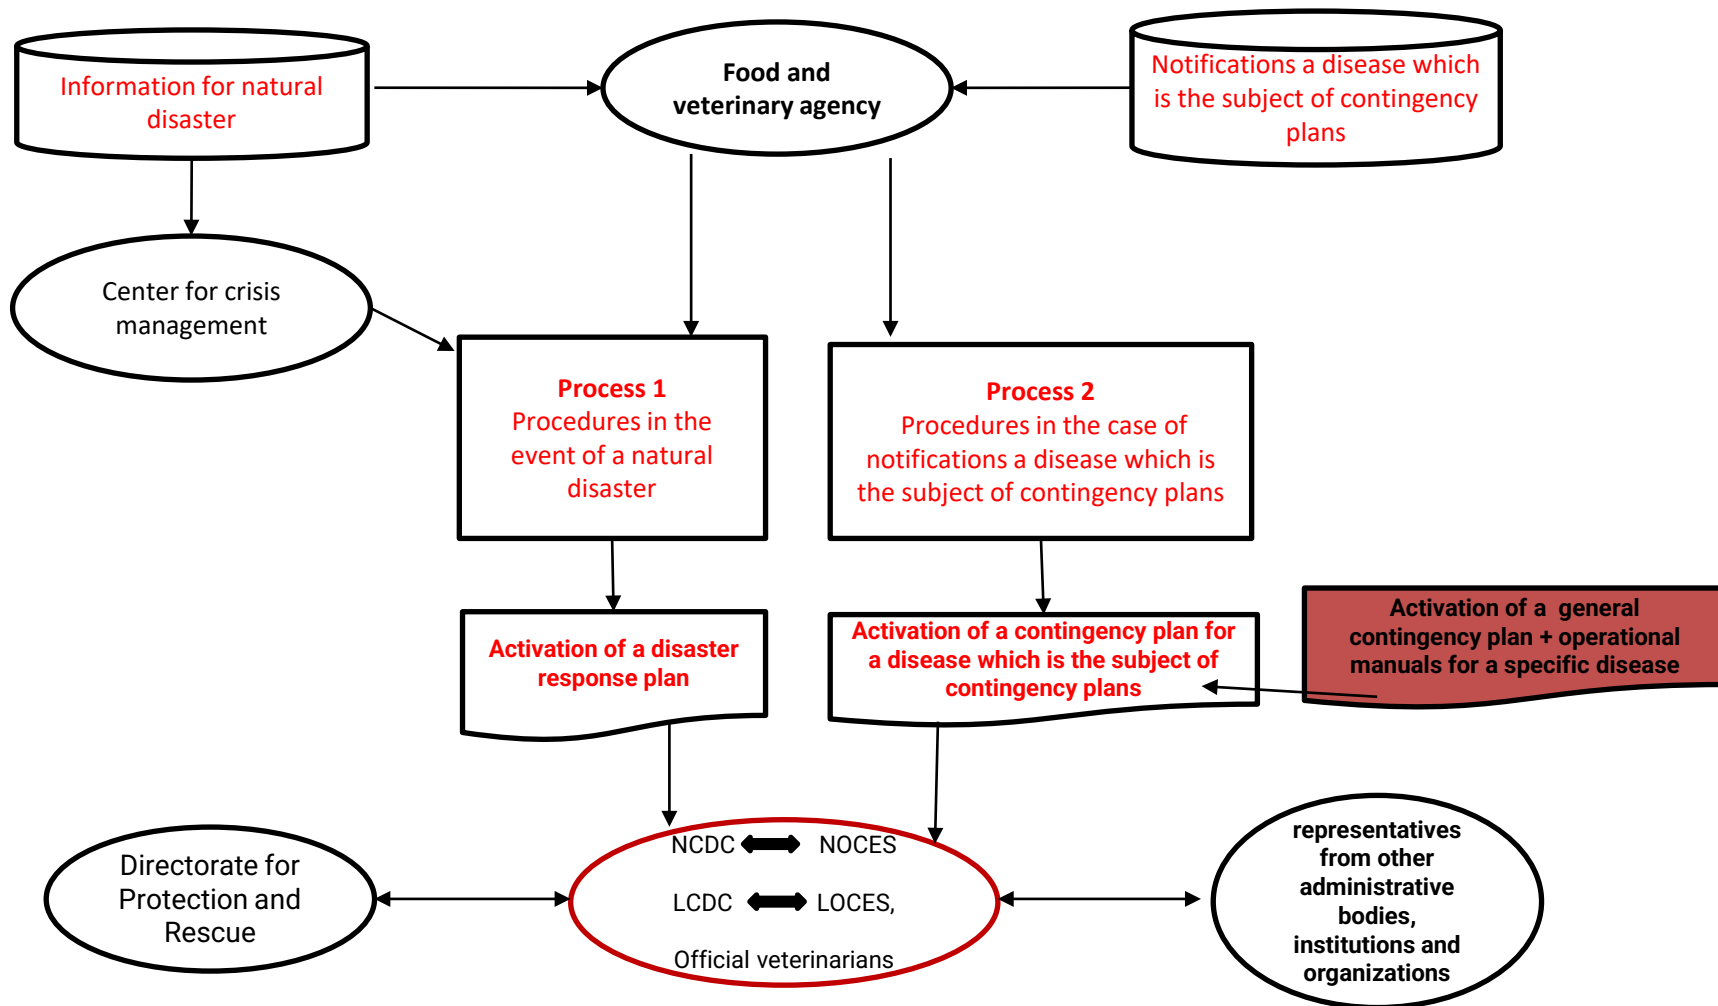 Information for natural
disaster
Food and
veterinary agency
Notifications a disease which
is the subject of contingency
plans
Center for crisis
management
Process 1
Procedures in the
event of a natural
disaster
Process 2
Procedures in the case of
notifications a disease which is
the subject of contingency plans
Activation of a disaster
response plan
Activation of a contingency plan for
a disease which is the subject of
contingency plans
Activation of a general
contingency plan + operational
manuals for a specific disease
Directorate for
Protection and
Rescue
NCDC NOCES
LCDC LOCES,
Official veterinarians
representatives
from other
administrative
bodies,
institutions and
organizations